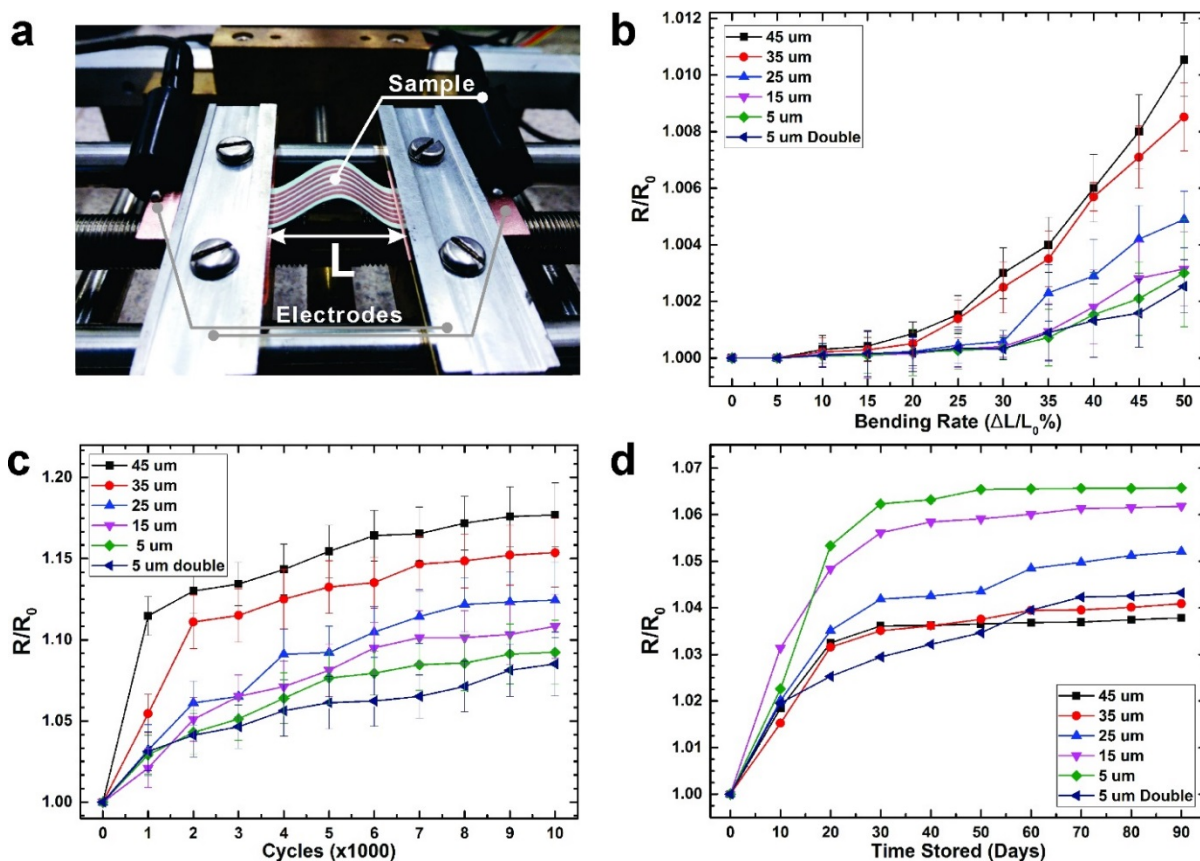 a
Sample
L
Electrodes
b
45 um
35 um
25 um
15 um
5 um
5 um Double
R/R₀
1.012
1.010
1.008
1.006
1.004
1.002
1.000
0 5 10 15 20 25 30 35 40 45 50
Bending Rate (ΔL/L₀%)
c
45 um
35 um
25 um
15 um
5 um
5 um double
R/R₀
1.20
1.15
1.10
1.05
1.00
0 1 2 3 4 5 6 7 8 9 10
Cycles (x1000)
d
R/R₀
1.07
1.06
1.05
1.04
1.03
1.02
1.01
1.00
45 um
35 um
25 um
15 um
5 um
5 um Double
0 10 20 30 40 50 60 70 80 90
Time Stored (Days)